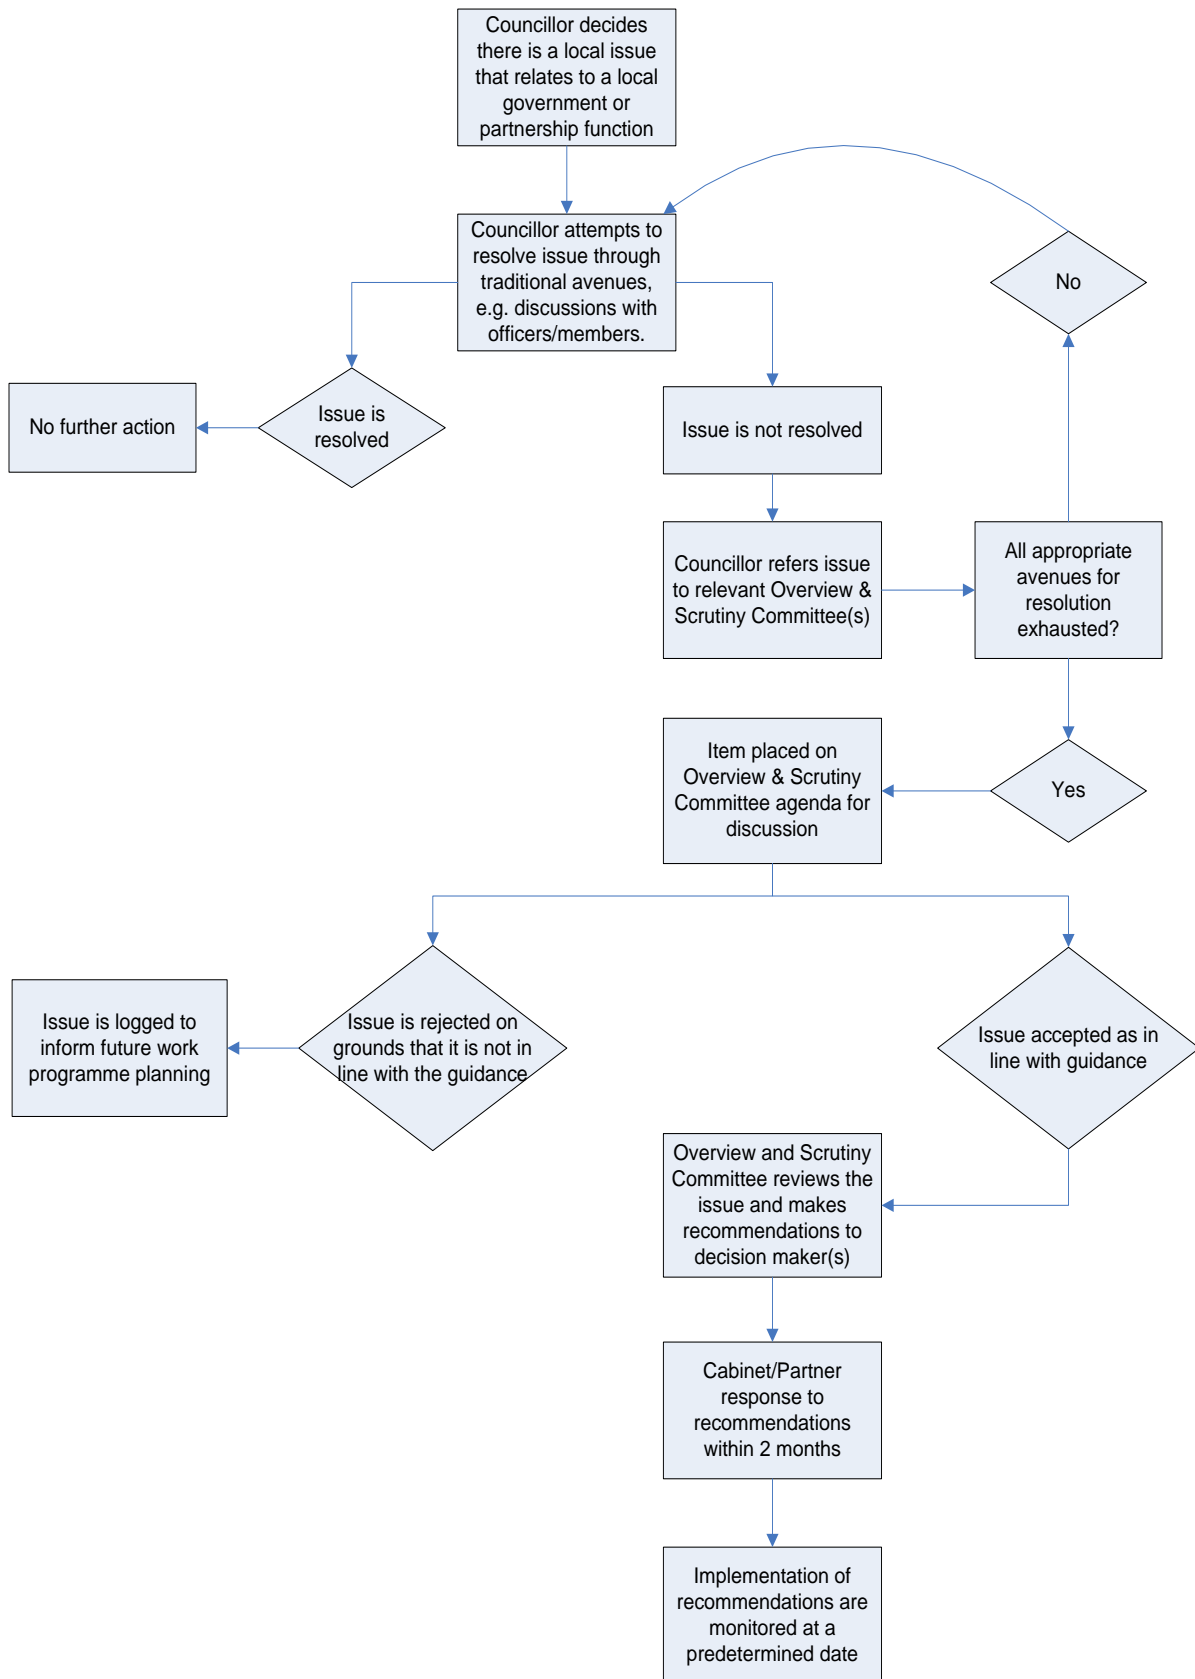 Councillor decides
there is a local issue
that relates to a local
government or
partnership function
Councillor attempts to
resolve issue through
traditional avenues,
e.g. discussions with
officers/members.
No
No further action
Issue is
resolved
Issue is not resolved
Councillor refers issue
to relevant Overview &
Scrutiny Committee(s)
All appropriate
avenues for
resolution
exhausted?
Item placed on
Overview & Scrutiny
Committee agenda for
discussion
Yes
Issue is logged to
inform future work
programme planning
Issue is rejected on
grounds that it is not in
line with the guidance
Issue accepted as in
line with guidance
Overview and Scrutiny
Committee reviews the
issue and makes
recommendations to
decision maker(s)
Cabinet/Partner
response to
recommendations
within 2 months
Implementation of
recommendations are
monitored at a
predetermined date